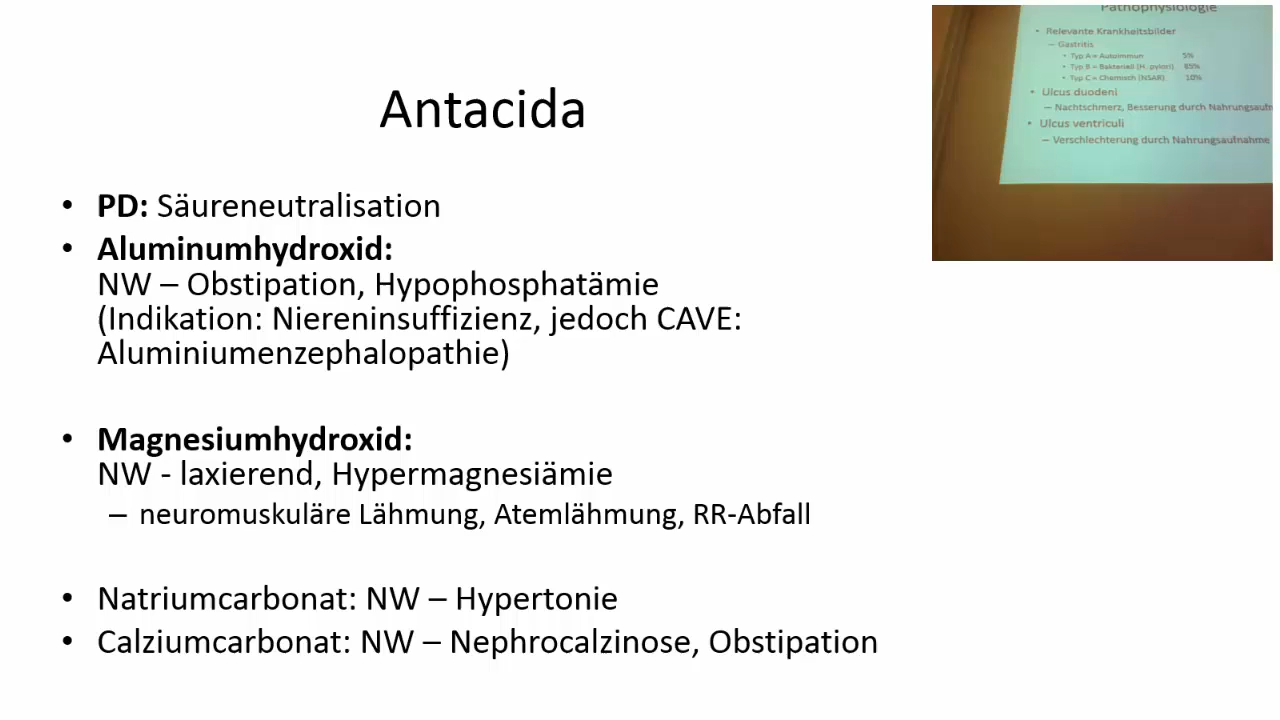 Antacida
• PD: Säureneutralisation
• Aluminumhydroxid:
NW – Obstipation, Hypophosphatämie
(Indikation: Niereninsuffizienz, jedoch CAVE:
Aluminiumenzephalopathie)
• Magnesiumhydroxid:
NW - laxierend, Hypermagnesiämie
– neuromuskuläre Lähmung, Atemlähmung, RR-Abfall
• Natriumcarbonat: NW – Hypertonie
• Calziumcarbonat: NW – Nephrocalzinose, Obstipation
Pathophysiologie
• Relevante Krankheitsbilder
– Gastritis
• Typ A = Autoimmun 5%
• Typ B = Bakteriell (H. pylori) 85%
• Typ C = Chemisch (NSAR) 10%
• Ulcus duodeni
– Nachtschmerz, Besserung durch Nahrungsaufn
• Ulcus ventriculi
– Verschlechterung durch Nahrungsaufnahme